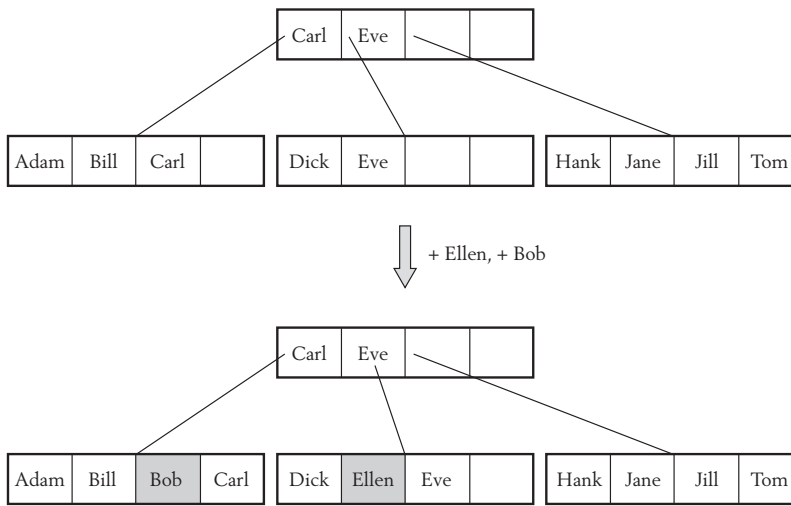 Carl Eve
Adam Bill Carl Dick Eve Hank Jane Jill Tom
+ Ellen, + Bob
Carl Eve
Adam Bill Bob Carl Dick Ellen Eve Hank Jane Jill Tom